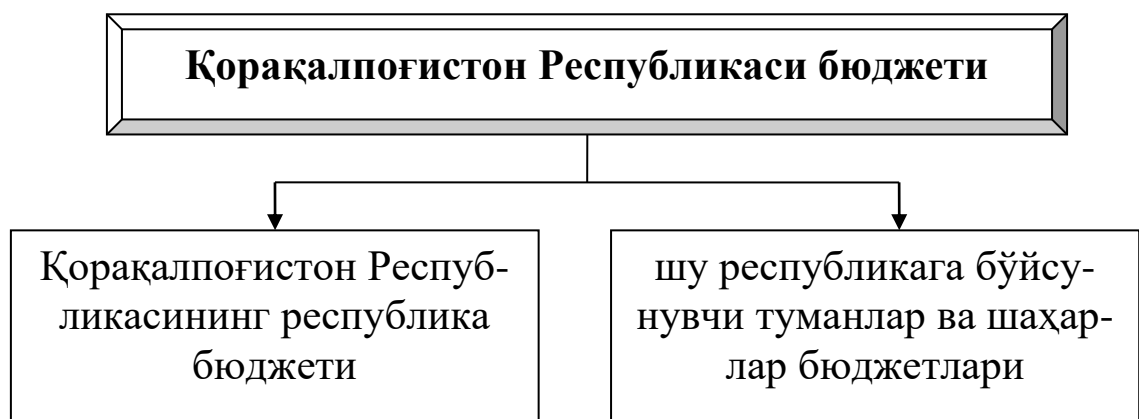 Қорақалпоғистон Республикаси бюджети
Қорақалпоғистон Респуб-
ликасининг республика
бюджети
шу республикага бўйсу-
нувчи туманлар ва шаҳар-
лар бюджетлари